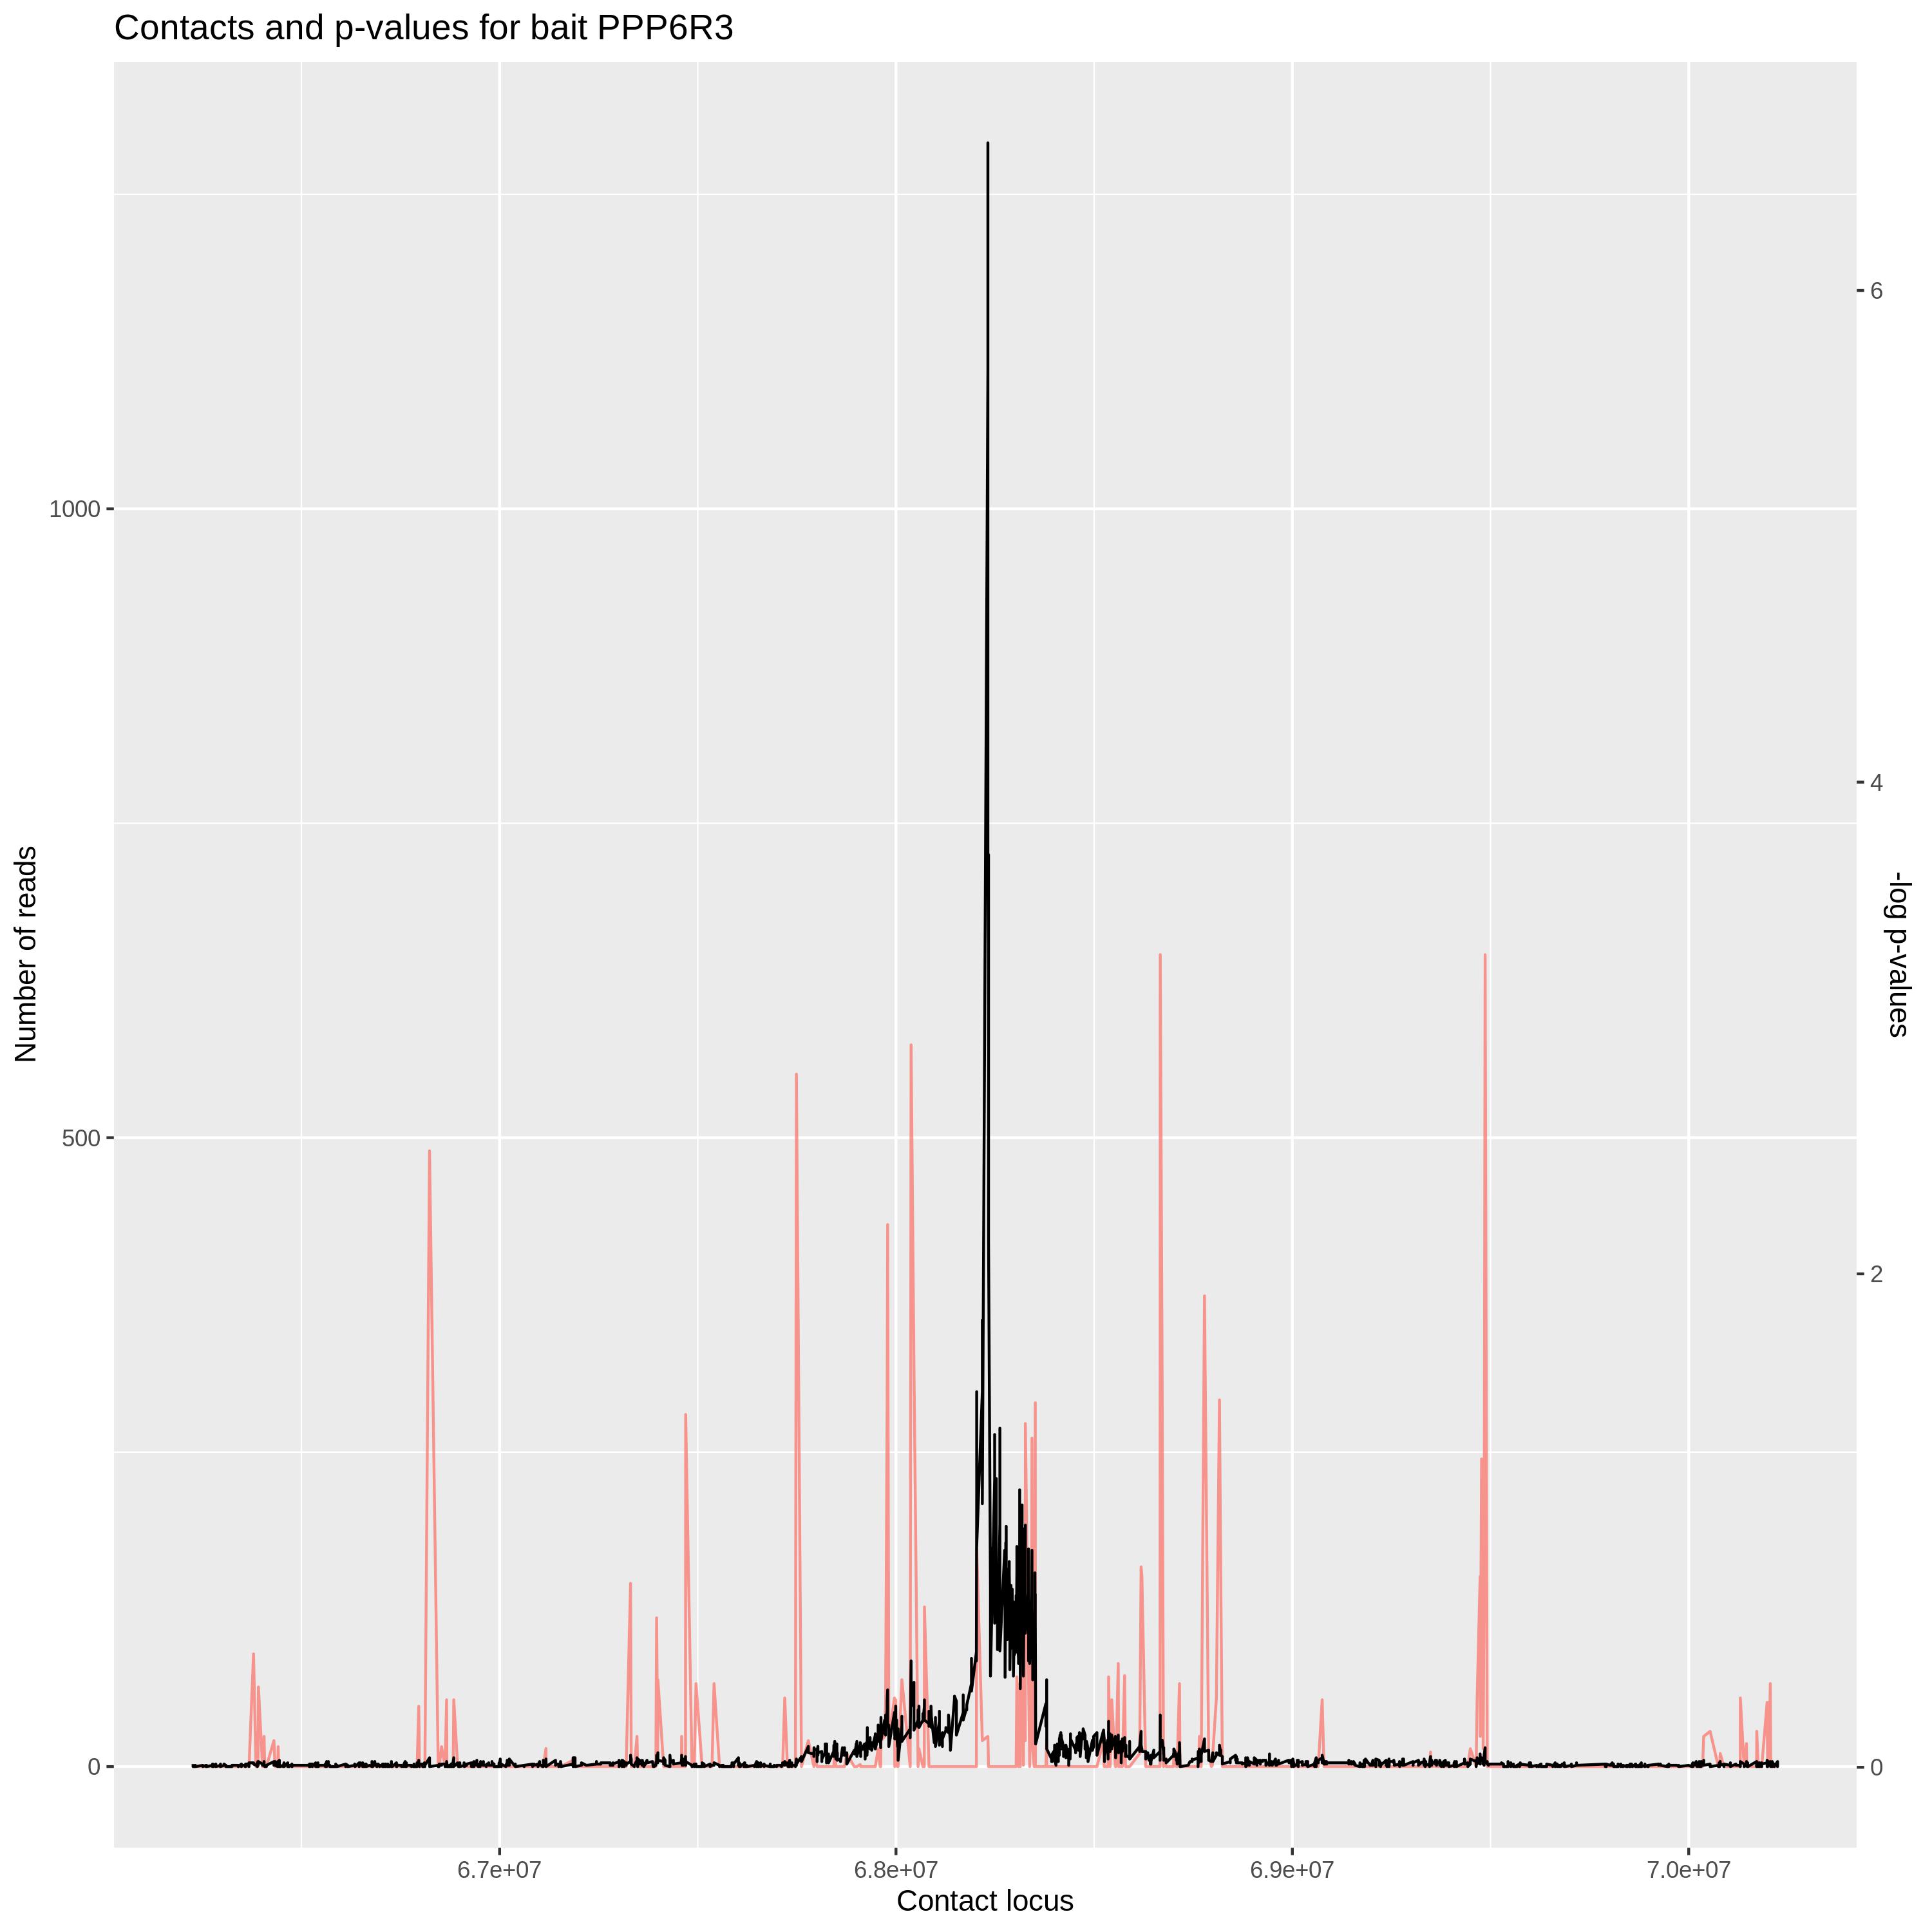 Contacts and p-values for bait PPP6R3
1000
500
0
Number of reads
6
4
2
0
-log p-values
6.7e+07
6.8e+07
6.9e+07
7.0e+07
Contact locus